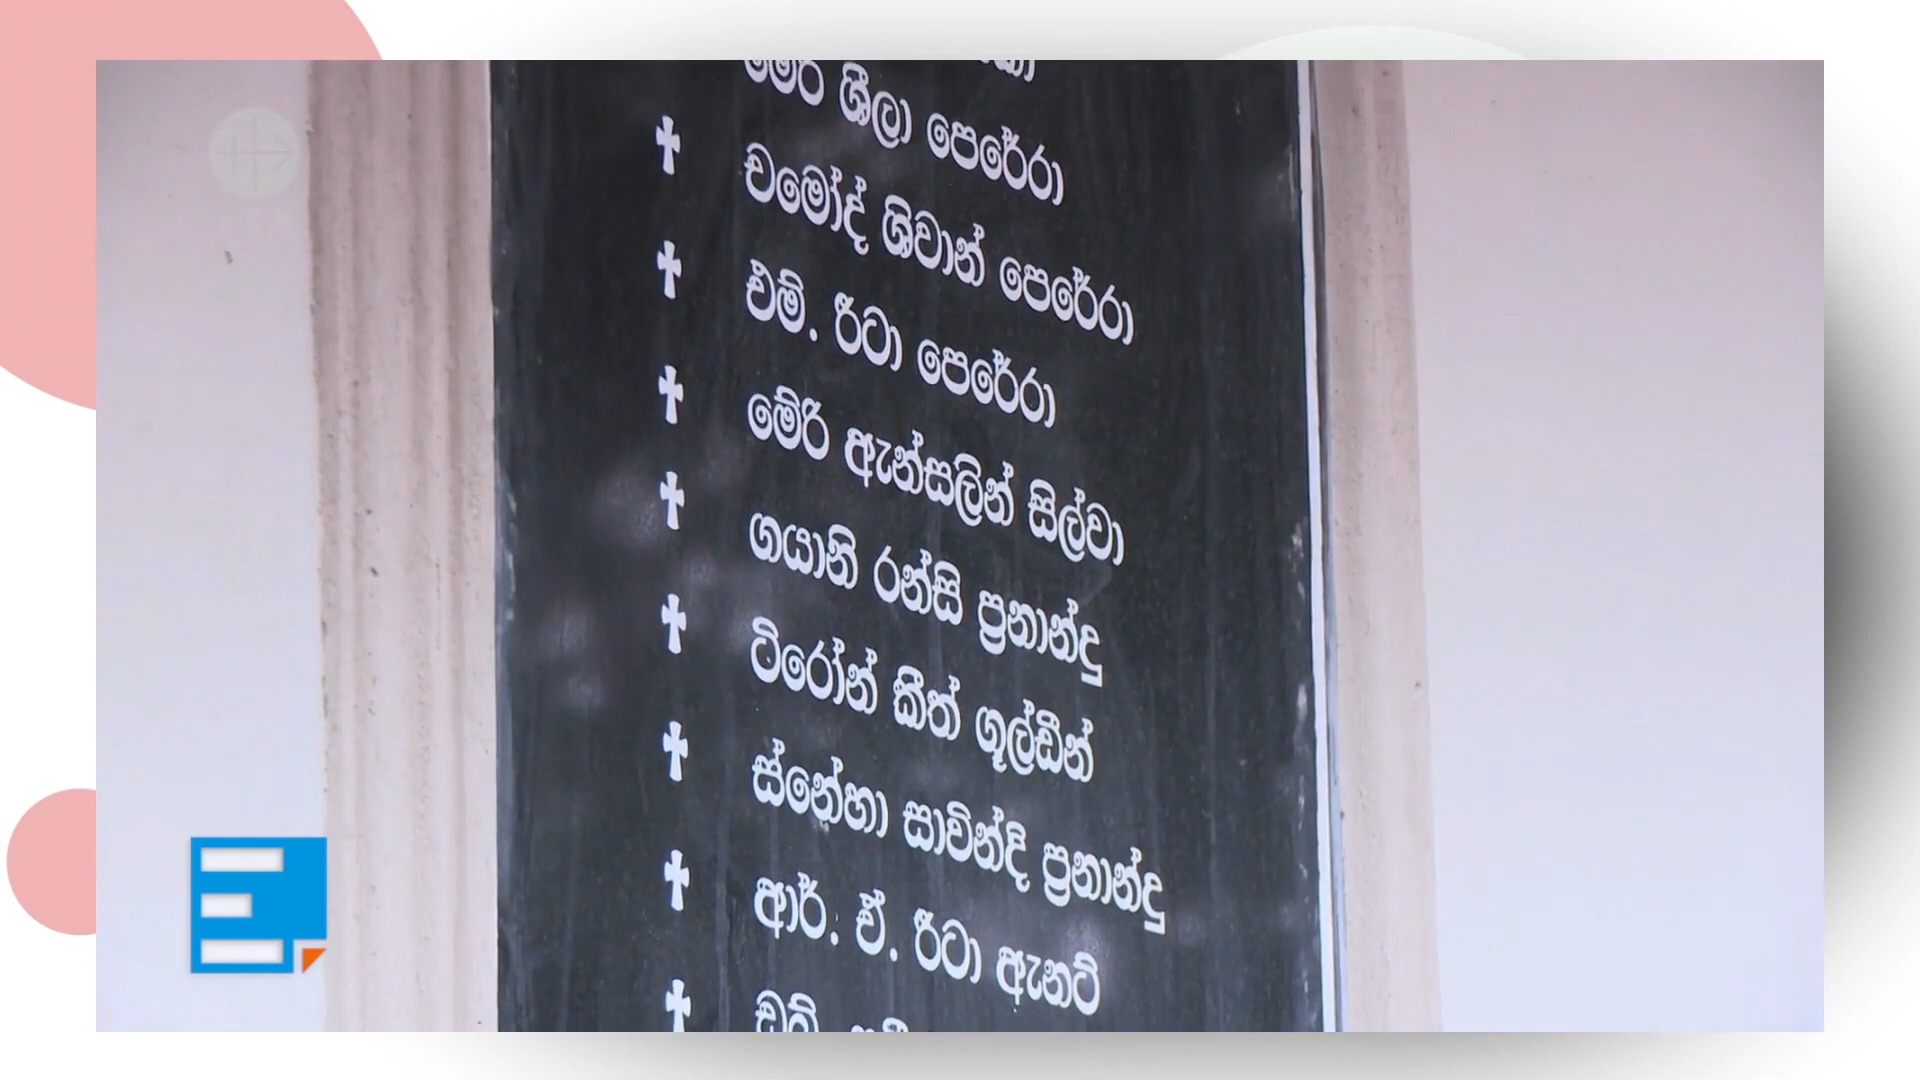 මේරි ශීලා පෙරේරා
චමෝද් ශිවාන් පෙරේරා
එම්. රීටා පෙරේරා
මේරි ඇන්සලින් සිල්වා
ගයානි රන්සි ප්‍රනාන්දු
ටිරෝන් කීත් ගූල්ඩීන්
ස්නේහා සාවින්දි ප්‍රනාන්දු
ආර්. ඒ. රීටා ඇනට්